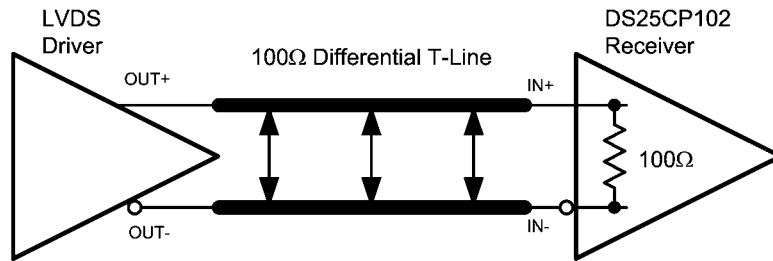 LVDS
Driver
DS25CP102
Receiver
OUT+
100Ω Differential T-Line
IN+
100Ω
OUT-
IN-